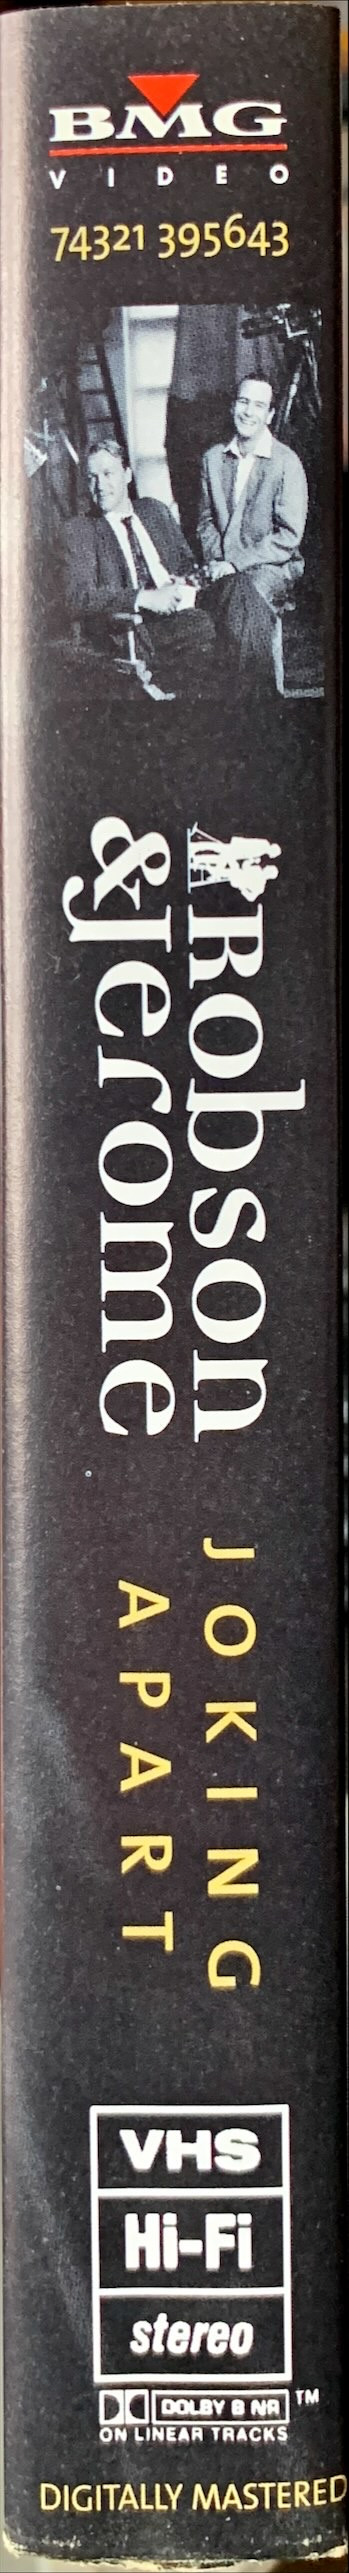 BMG
VIDEO
74321 395643
Robson
&Jerome
JOKING
APART
VHS
Hi-Fi
stereo
DOLBY B NR TM
ON LINEAR TRACKS
DIGITALLY MASTERED